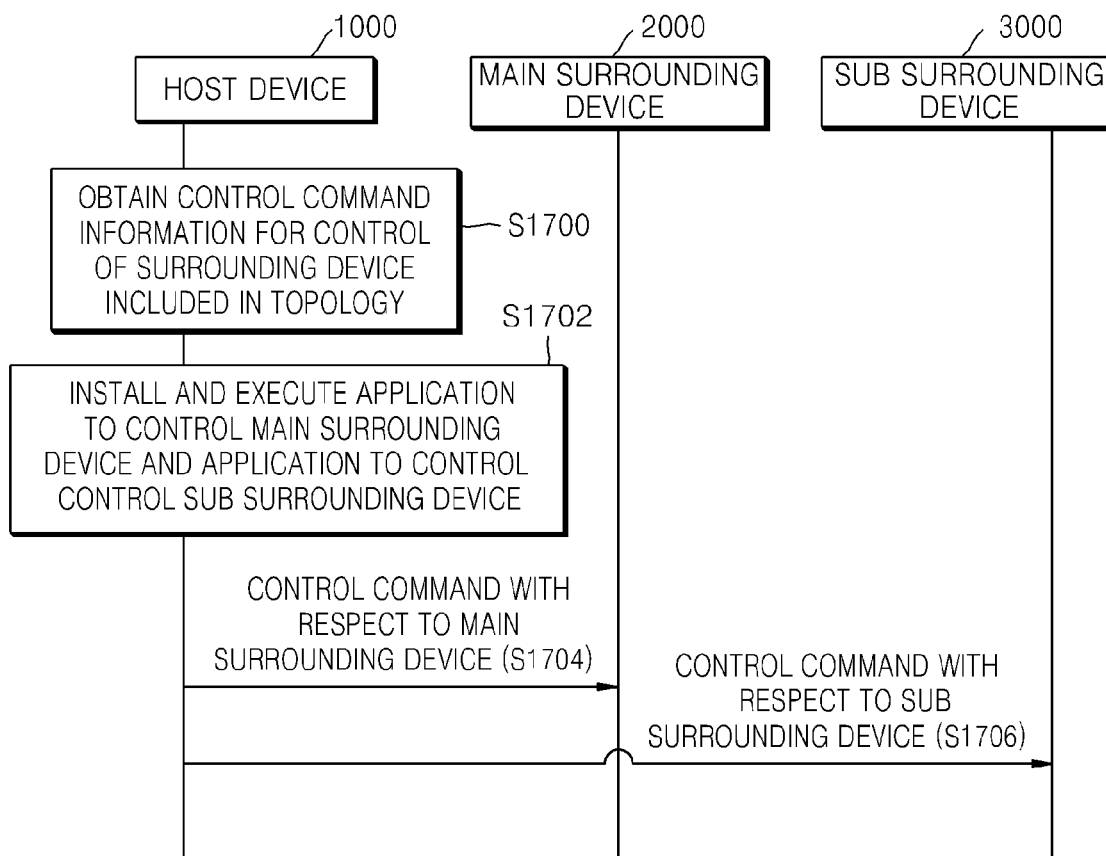 1000
2000
3000
HOST DEVICE
MAIN SURROUNDING
DEVICE
SUB SURROUNDING
DEVICE
OBTAIN CONTROL COMMAND
INFORMATION FOR CONTROL
OF SURROUNDING DEVICE
INCLUDED IN TOPOLOGY
S1700
S1702
INSTALL AND EXECUTE APPLICATION
TO CONTROL MAIN SURROUNDING
DEVICE AND APPLICATION TO CONTROL
CONTROL SUB SURROUNDING DEVICE
CONTROL COMMAND WITH
RESPECT TO MAIN
SURROUNDING DEVICE (S1704)
CONTROL COMMAND WITH
RESPECT TO SUB
SURROUNDING DEVICE (S1706)